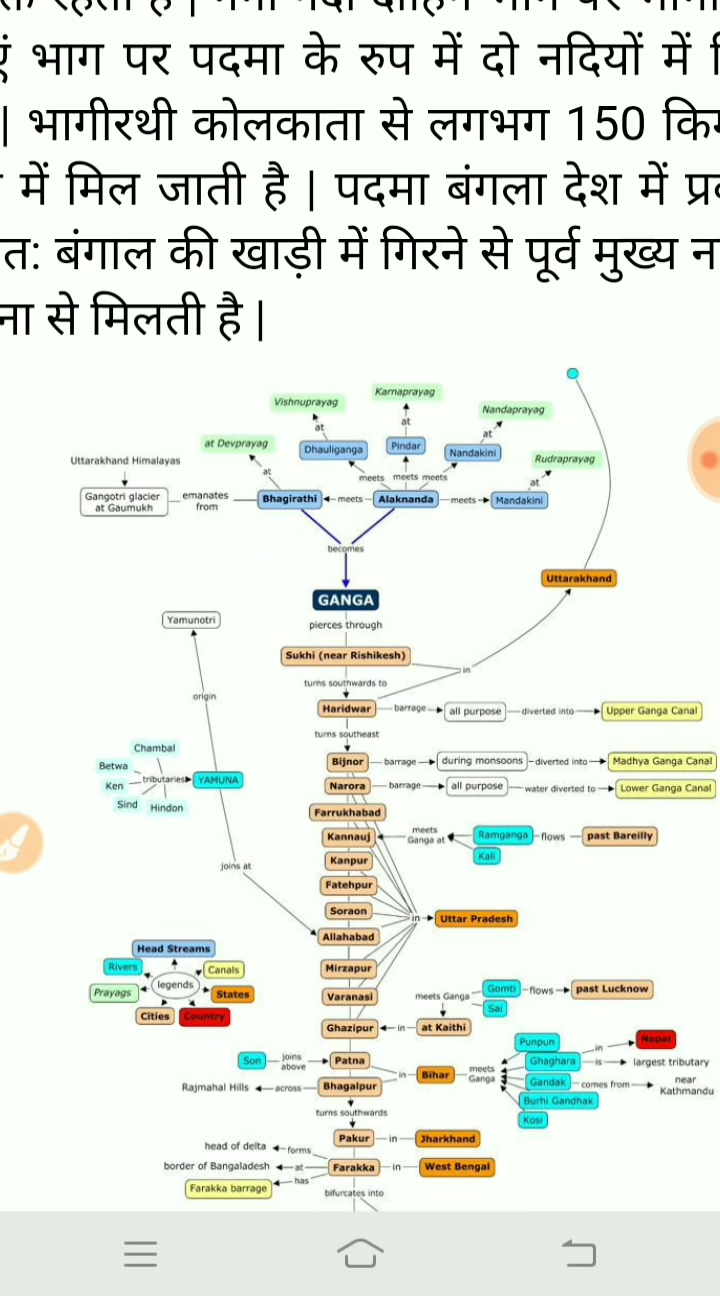 रहती है |
भाग पर पदमा के रुप में दो नदियों में
| भागीरथी कोलकाता से लगभग 150
में मिल जाती है | पदमा बंगला देश में
त: बंगाल की खाड़ी में गिरने से पूर्व मुख्य
ना से मिलती है |
Karnaprayag
Vishnuprayag
Nandaprayag
at
at
at Devprayag
at
Dhauliganga
Pindar
Nandakini
Rudraprayag
Uttarakhand Himalayas
at
meets meets meets
at
Gangotri glacier
at Gaumukh
emanates
from
Bhagirathi
meets
Alaknanda
meets
Mandakini
becomes
Uttarakhand
GANGA
Yamunotri
pierces through
Sukhi (near Rishikesh)
in
turns southwards to
origin
Haridwar
barrage
all purpose
diverted into
Upper Ganga Canal
turns southeast
Chambal
Betwa
Ken
tributaries
YAMUNA
Sind
Hindon
Bijnor
barrage
during monsoons
diverted into
Madhya Ganga Canal
Narora
barrage
all purpose
water diverted to
Lower Ganga Canal
Farrukhabad
Kannauj
meets
Ganga at
Ramganga
flows
past Bareilly
Kali
Kanpur
joins at
Fatehpur
Soraon
in
Uttar Pradesh
Allahabad
Head Streams
Rivers
Canals
legends
Prayags
States
Cities
Country
Mirzapur
Varanasi
meets Ganga
Gomti
flows
past Lucknow
Sai
Ghazipur
in
at Kaithi
Son
joins
above
Patna
in
Bihar
meets
Ganga
Punpun
in
Nepal
Ghaghara
is
largest tributary
Gandak
comes from
near
Kathmandu
Burhi Gandhak
Kosi
Rajmahal Hills
across
Bhagalpur
turns southwards
Pakur
in
Jharkhand
head of delta
forms
border of Bangaladesh
at
Farakka
in
West Bengal
Farakka barrage
has
bifurcates into